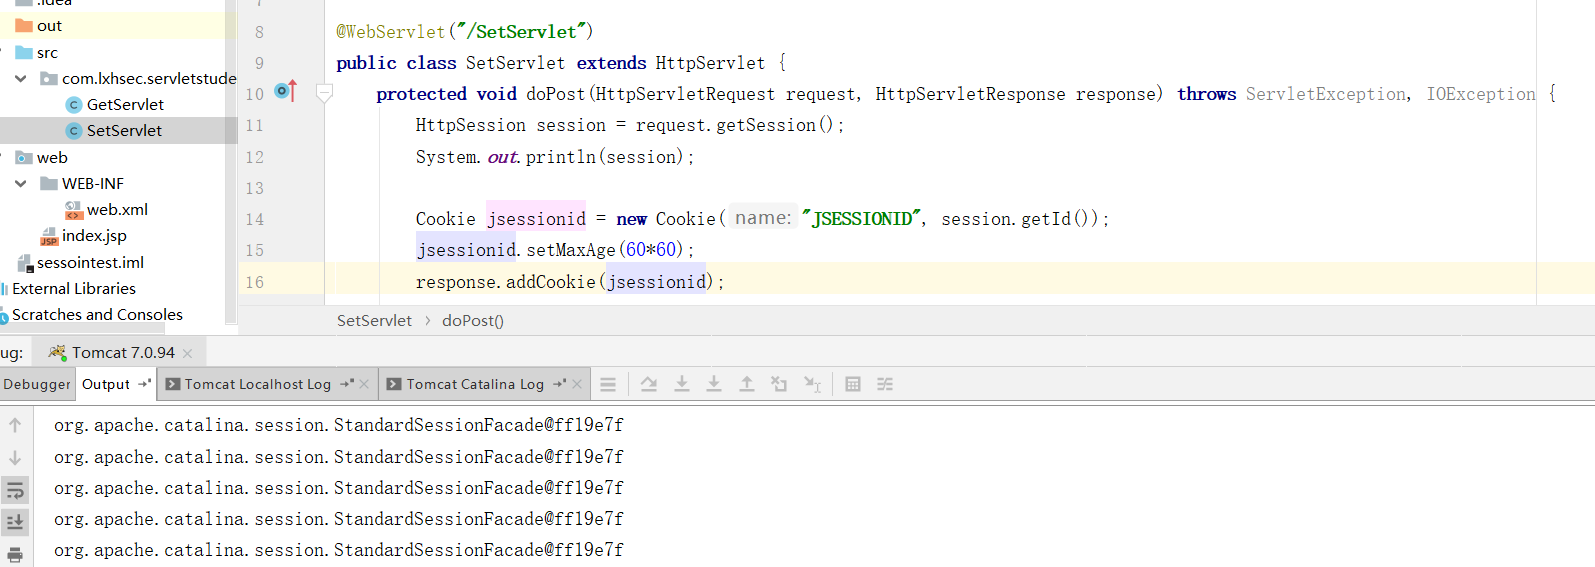 .idea
out
src
com.lxhsec.servletstude
GetServlet
SetServlet
web
WEB-INF
web.xml
index.jsp
sessointest.iml
External Libraries
Scratches and Consoles
7
8 @WebServlet("/SetServlet")
9 public class SetServlet extends HttpServlet {
10 protected void doPost(HttpServletRequest request, HttpServletResponse response) throws ServletException, IOException {
11 HttpSession session = request.getSession();
12 System.out.println(session);
13
14 Cookie jsessionid = new Cookie( name: "JSESSIONID", session.getId());
15 jsessionid.setMaxAge(60*60);
16 response.addCookie(jsessionid);
SetServlet › doPost()
ug: Tomcat 7.0.94
Debugger Output Tomcat Localhost Log Tomcat Catalina Log
org.apache.catalina.session.StandardSessionFacade@ff19e7f
org.apache.catalina.session.StandardSessionFacade@ff19e7f
org.apache.catalina.session.StandardSessionFacade@ff19e7f
org.apache.catalina.session.StandardSessionFacade@ff19e7f
org.apache.catalina.session.StandardSessionFacade@ff19e7f